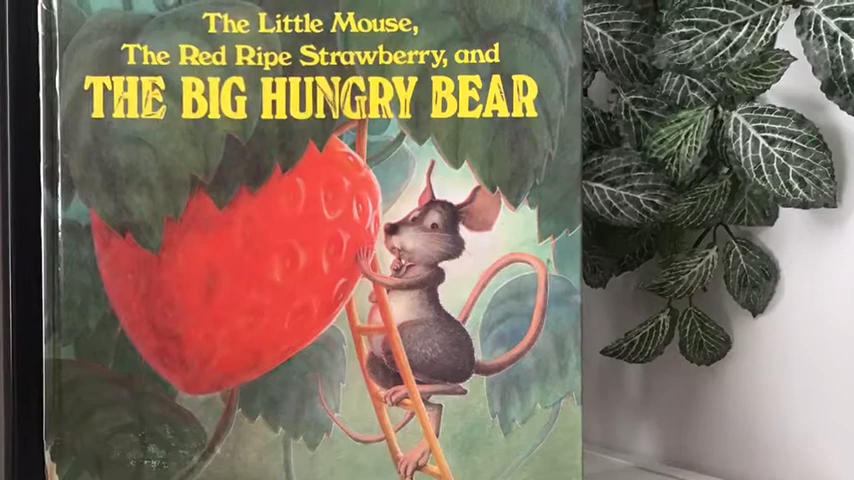 The Little Mouse,
The Red Ripe Strawberry, and
THE BIG HUNGRY BEAR